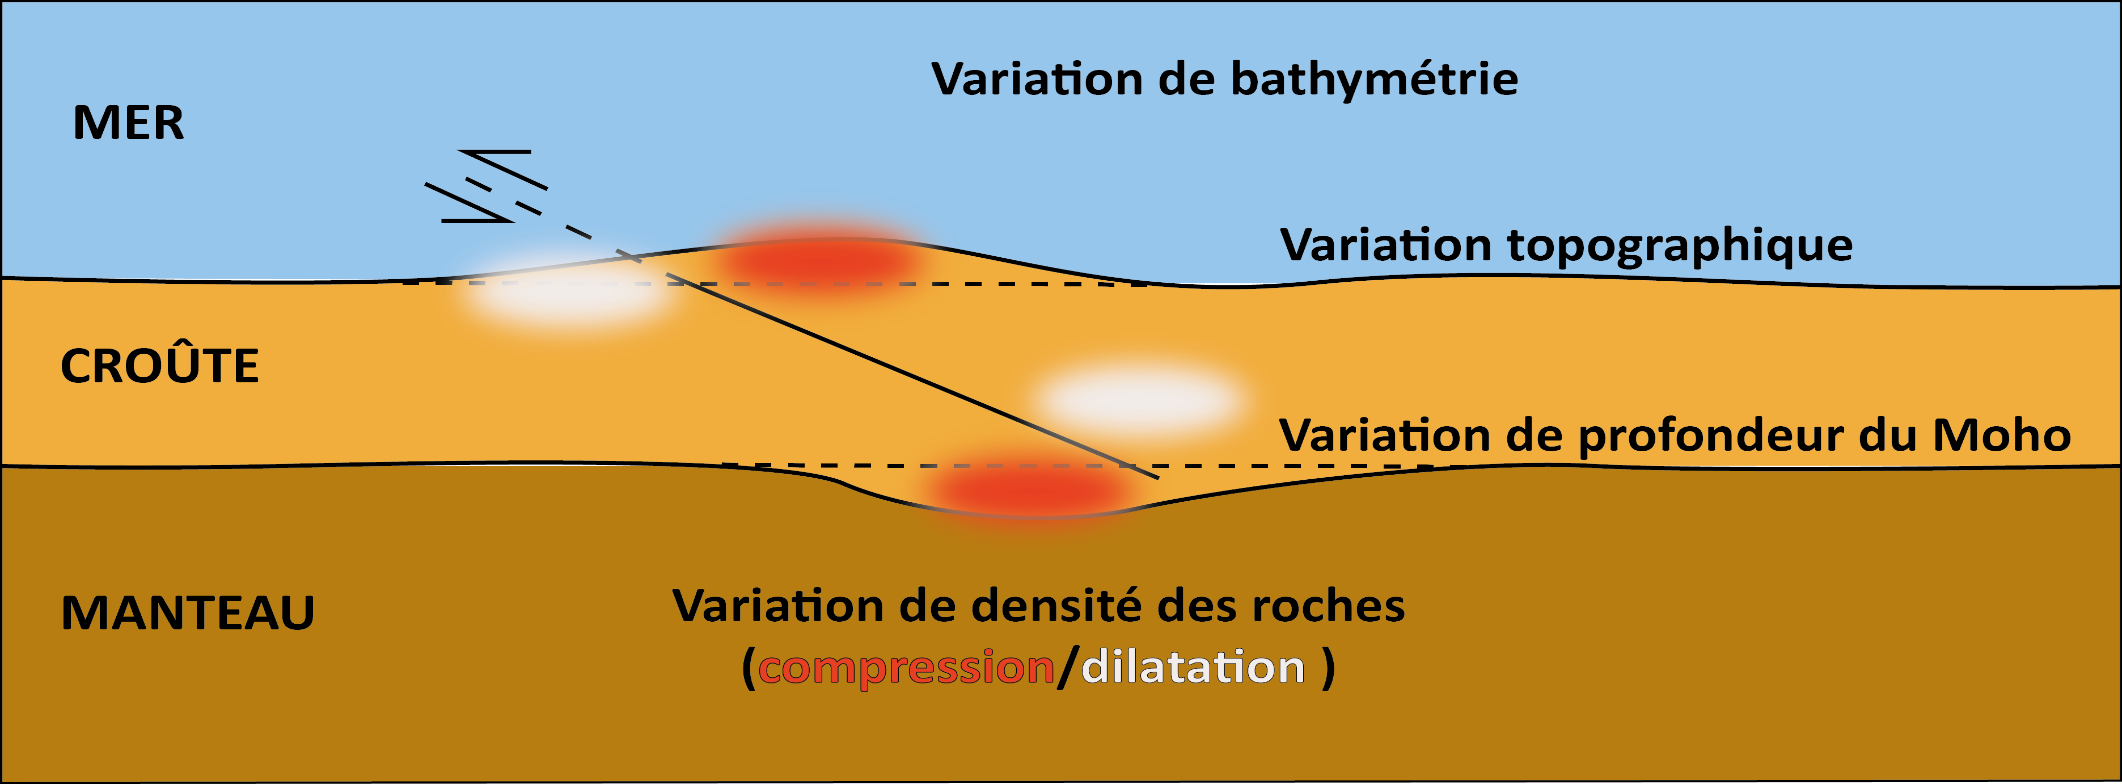 Variation de bathymétrie
MER
Variation topographique
CROÛTE
Variation de profondeur du Moho
MANTEAU
Variation de densité des roches
(compression/dilatation )